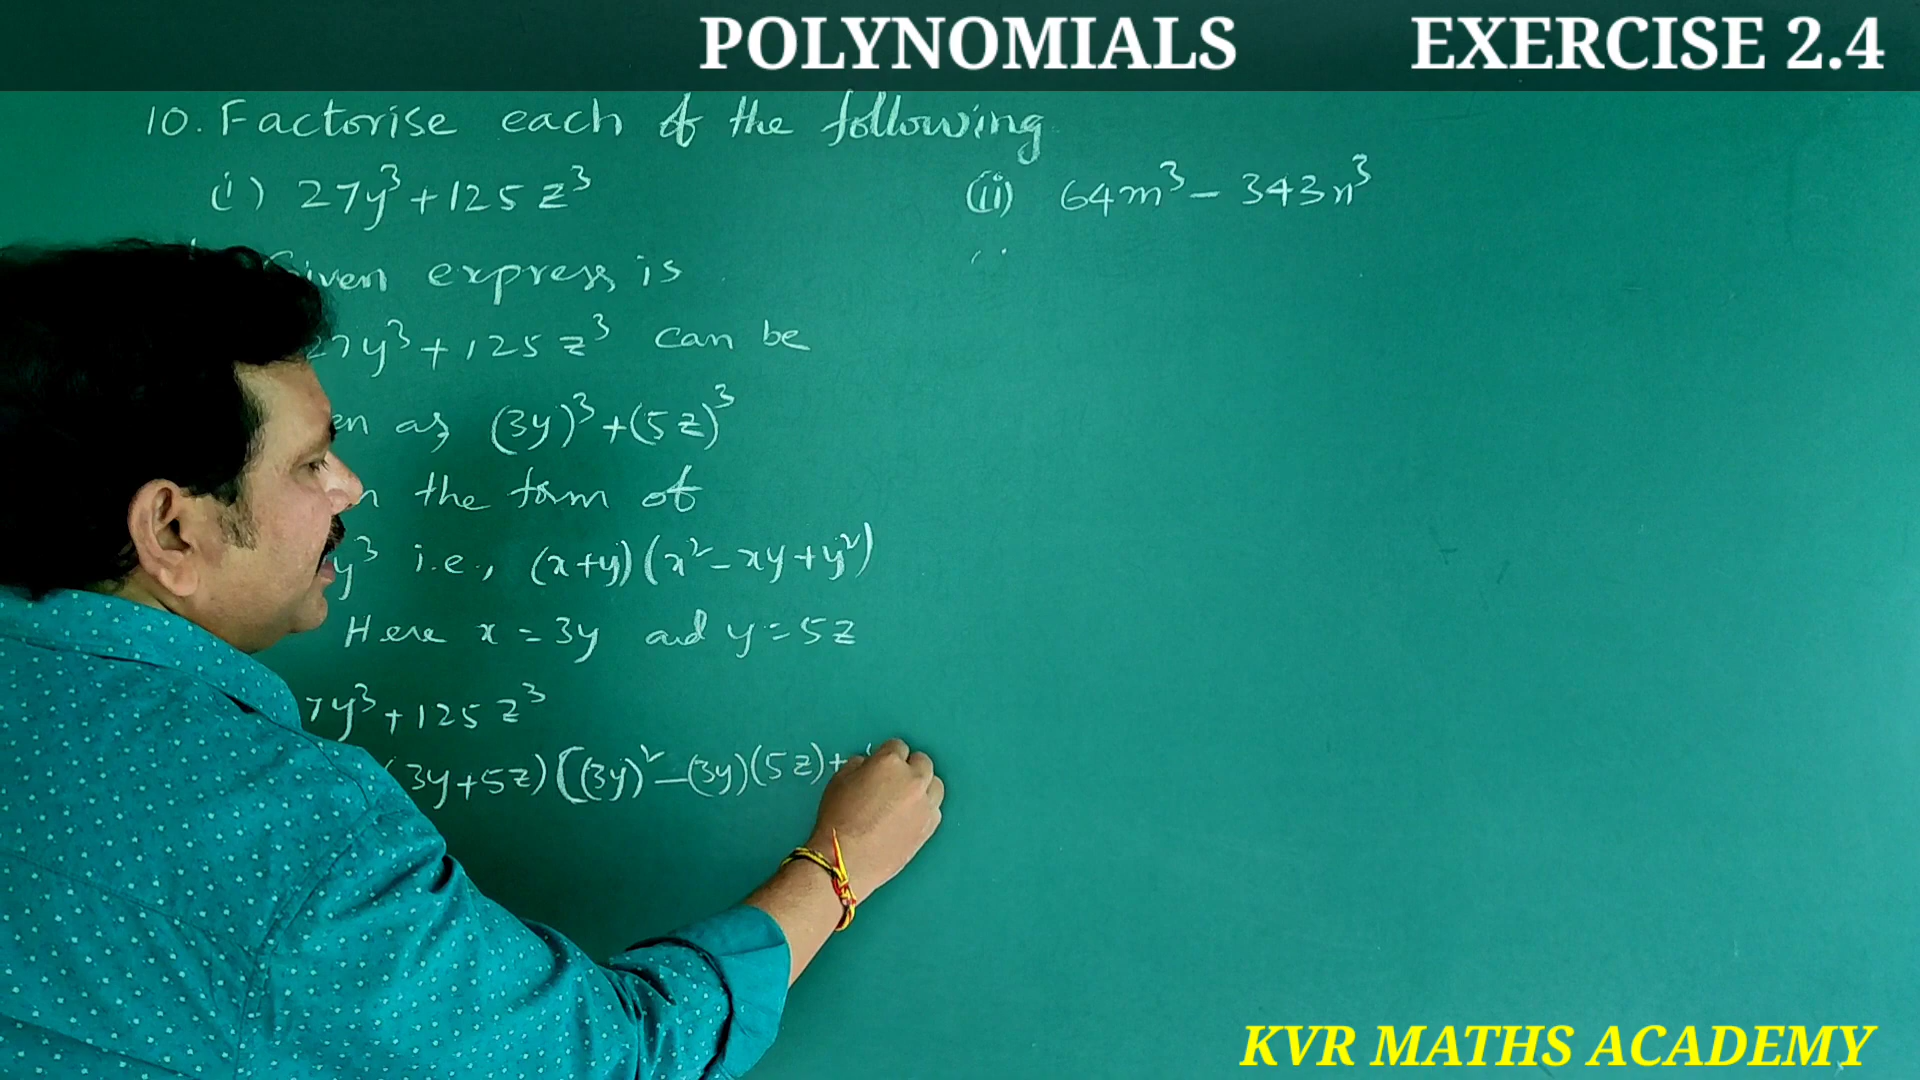 POLYNOMIALS EXERCISE 2.4
10. Factorise each of the following
(i) 27y³+125z³
(ii) 64m³-343n³
Given express is
27y³+125z³ can be
en as (3y)³+(5z)³
n the form of
y³ i.e., (x+y)(x²-xy+y²)
Here x=3y and y=5z
7y³+125z³
(3y+5z)((3y)²-(3y)(5z)+
KVR MATHS ACADEMY